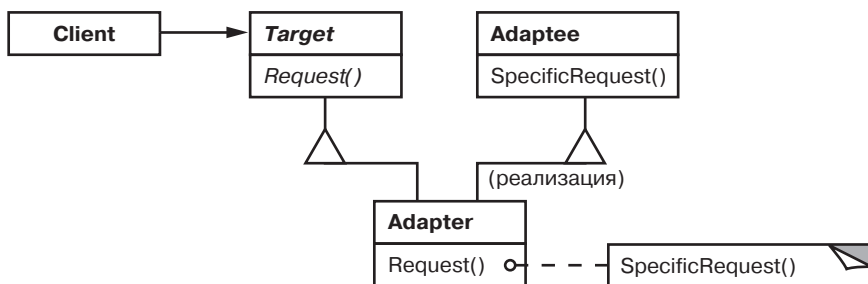 Client
Target
Adaptee
Request()
SpecificRequest()
(реализация)
Adapter
Request()
SpecificRequest()